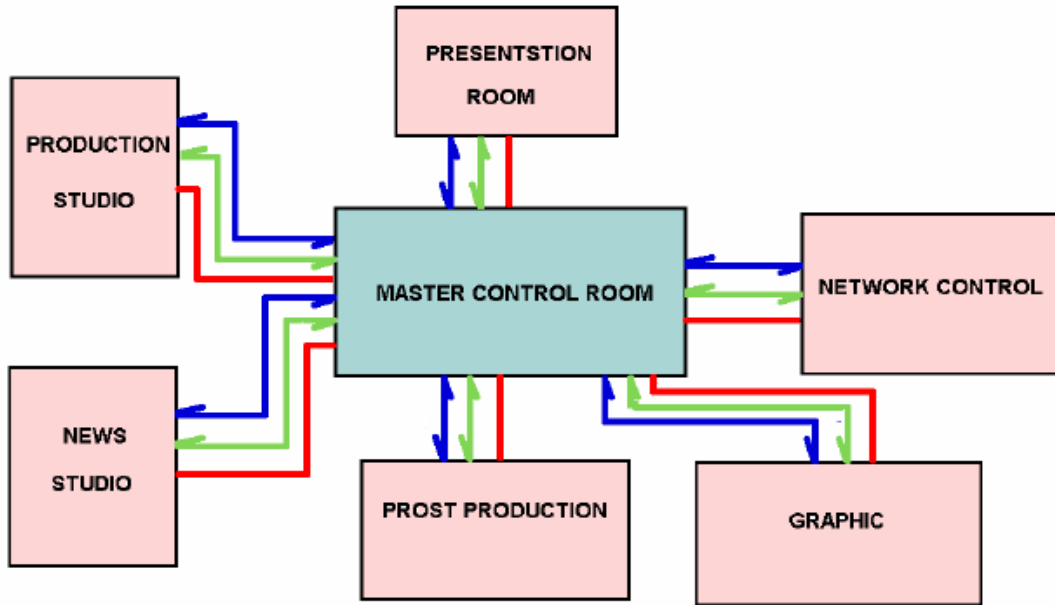 PRESENTSTION
ROOM
PRODUCTION
STUDIO
MASTER CONTROL ROOM
NETWORK CONTROL
NEWS
STUDIO
PROST PRODUCTION
GRAPHIC